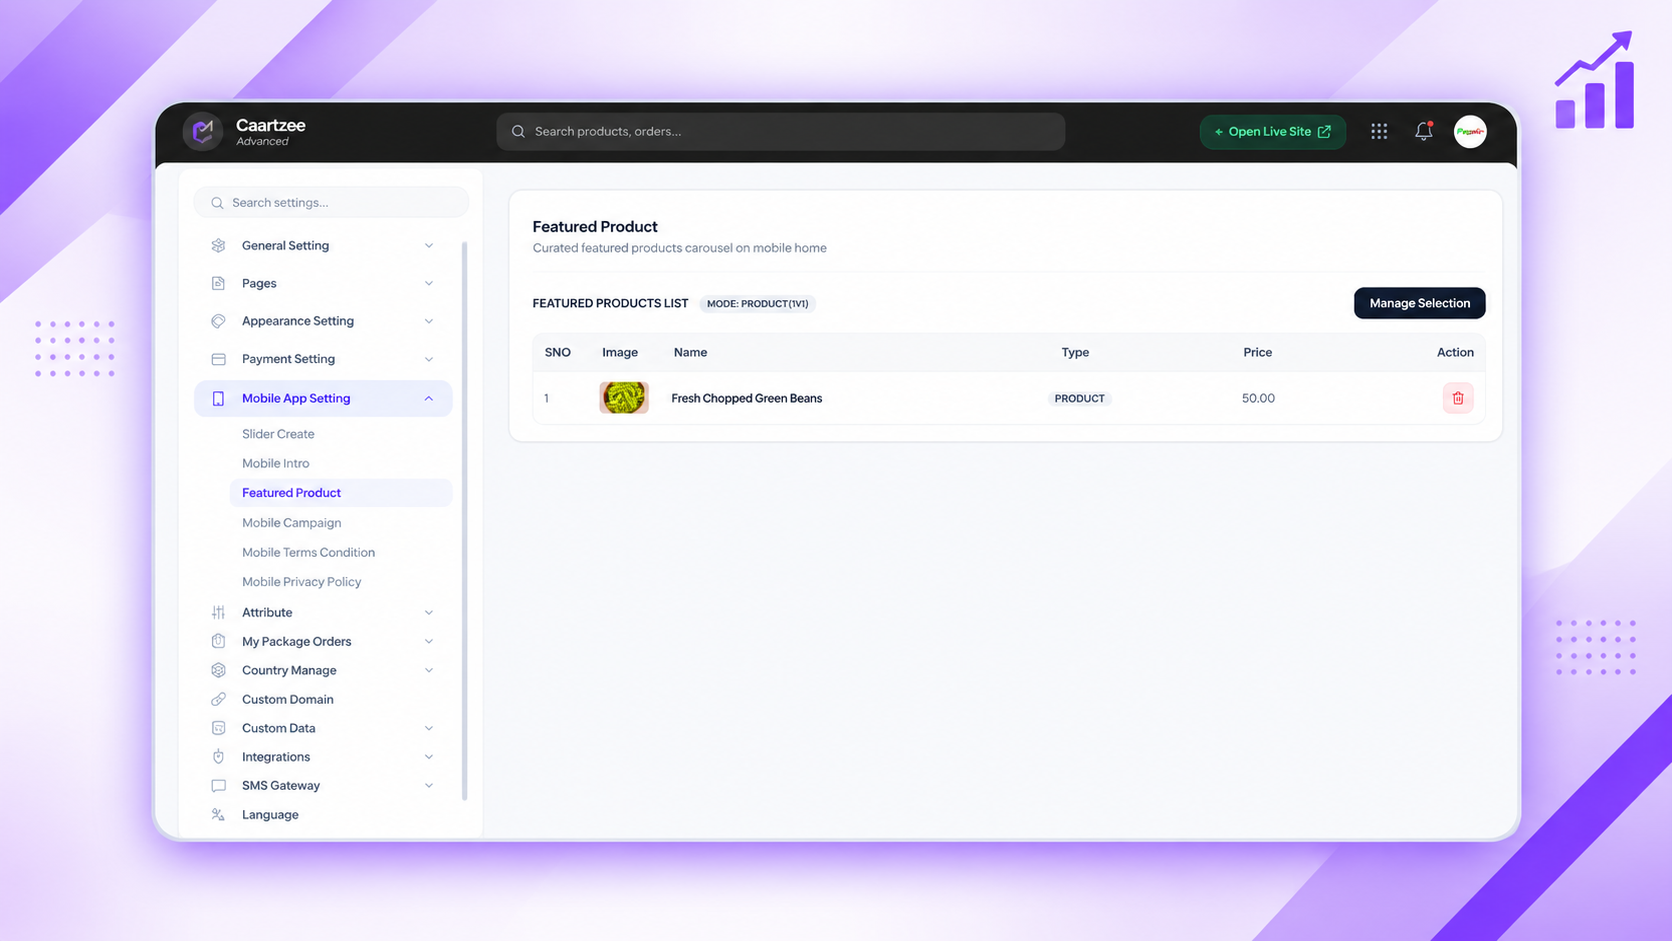 Caartzee
Advanced
Search products, orders...
Open Live Site
Search settings...
General Setting
Pages
Appearance Setting
Payment Setting
Mobile App Setting
Slider Create
Mobile Intro
Featured Product
Mobile Campaign
Mobile Terms Condition
Mobile Privacy Policy
Attribute
My Package Orders
Country Manage
Custom Domain
Custom Data
Integrations
SMS Gateway
Language
Featured Product
Curated featured products carousel on mobile home
FEATURED PRODUCTS LIST MODE: PRODUCT(1V1) Manage Selection
SNO Image Name Type Price Action
1 Fresh Chopped Green Beans PRODUCT 50.00